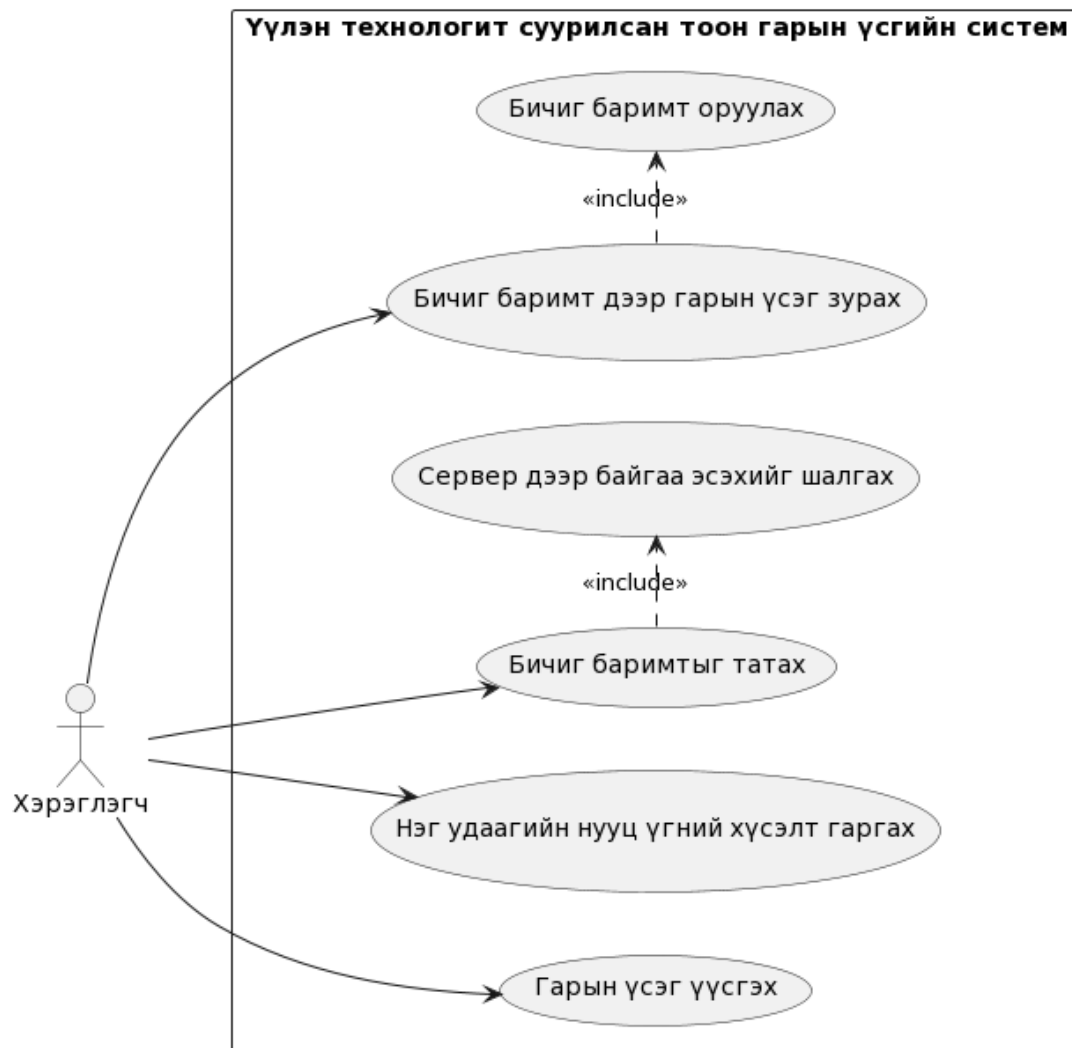 Үүлэн технологит суурилсан тоон гарын үсгийн систем
Бичиг баримт оруулах
«include»
Бичиг баримт дээр гарын үсэг зурах
Сервер дээр байгаа эсэхийг шалгах
«include»
Бичиг баримтыг татах
Хэрэглэгч
Нэг удаагийн нууц үгний хүсэлт гаргах
Гарын үсэг үүсгэх